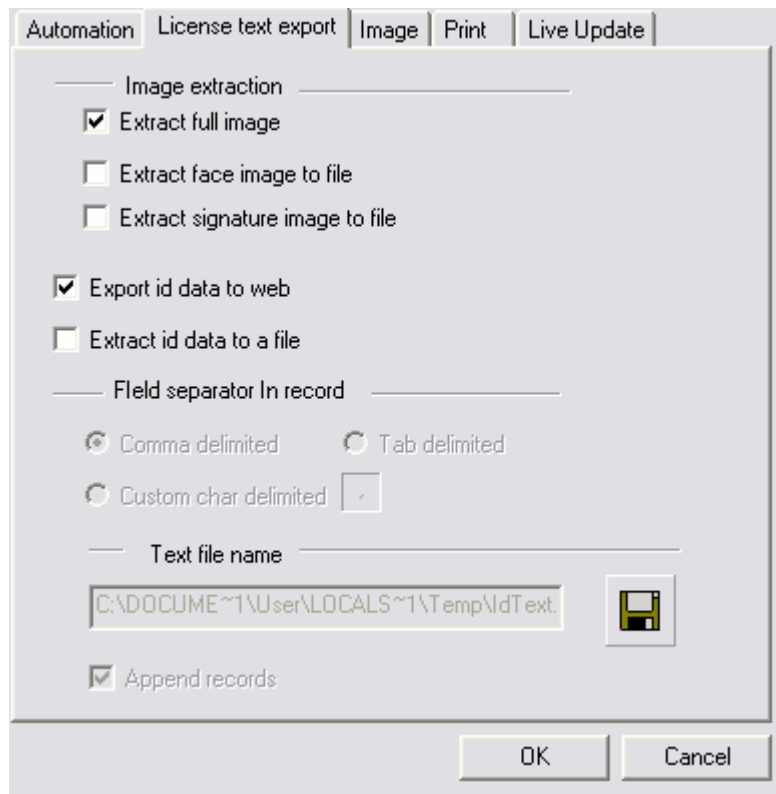 Automation License text export Image Print Live Update
Image extraction
Extract full image
Extract face image to file
Extract signature image to file
Export id data to web
Extract id data to a file
FIeld separator In record
Comma delimited Tab delimited
Custom char delimited ,
Text file name
C:\DOCUME~1\User\LOCALS~1\Temp\IdText.
Append records
OK Cancel